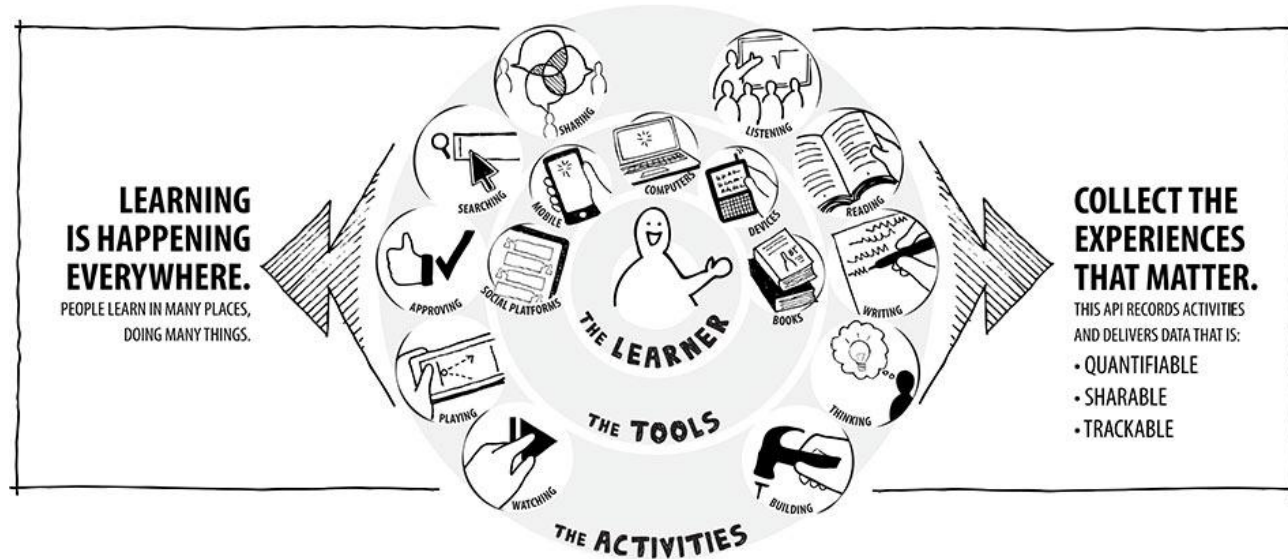 LEARNING
IS HAPPENING
EVERYWHERE.
PEOPLE LEARN IN MANY PLACES,
DOING MANY THINGS.
SHARING
LISTENING
SEARCHING
MOBILE
COMPUTERS
DEVICES
READING
APPROVING
SOCIAL PLATFORMS
BOOKS
WRITING
THE LEARNER
PLAYING
THINKING
THE TOOLS
WATCHING
BUILDING
THE ACTIVITIES
COLLECT THE
EXPERIENCES
THAT MATTER.
THIS API RECORDS ACTIVITIES
AND DELIVERS DATA THAT IS:
• QUANTIFIABLE
• SHARABLE
• TRACKABLE